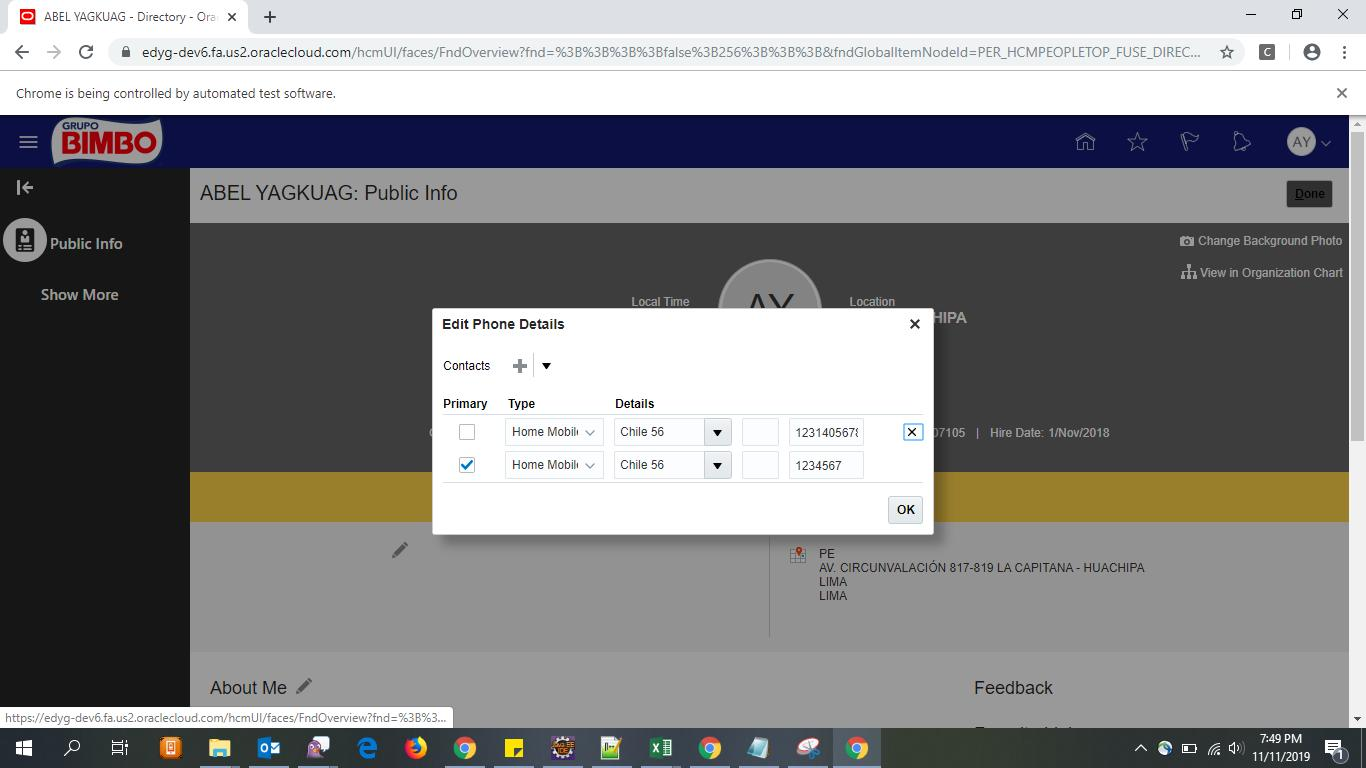 ABEL YAGKUAG - Directory - Ora
edyg-dev6.fa.us2.oraclecloud.com/hcmUI/faces/FndOverview?fnd=%3B%3B%3B%3Bfalse%3B256%3B%3B%3B&fndGlobalItemNodeId=PER_HCMPEOPLETOP_FUSE_DIREC...
C
Chrome is being controlled by automated test software.
GRUPO
BIMBO
AY
ABEL YAGKUAG: Public Info
Done
Public Info
Show More
Change Background Photo
View in Organization Chart
Local Time
AY
Location
HIPA
Edit Phone Details
Contacts
Primary Type Details
Home Mobile Chile 56 1231405678
07105 | Hire Date: 1/Nov/2018
Home Mobile Chile 56 1234567
OK
PE
AV. CIRCUNVALACIÓN 817-819 LA CAPITANA - HUACHIPA
LIMA
LIMA
About Me
Feedback
https://edyg-dev6.fa.us2.oraclecloud.com/hcmUI/faces/FndOverview?fnd=%3B%3...
7:49 PM
11/11/2019
1